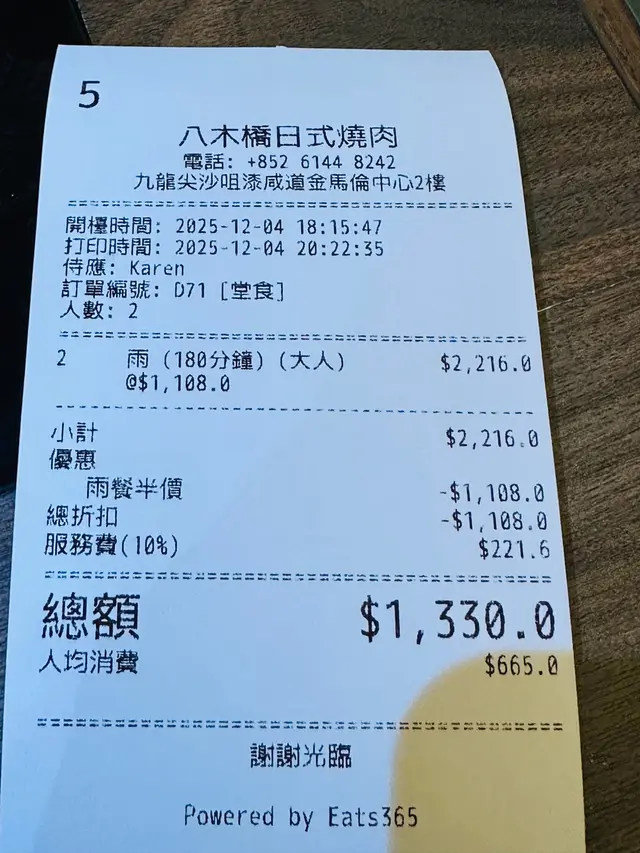 5
八木橋日式燒肉
電話: +852 6144 8242
九龍尖沙咀漆咸道金馬倫中心2樓
開檯時間: 2025-12-04 18:15:47
打印時間: 2025-12-04 20:22:35
侍應: Karen
訂單編號: D71 [堂食]
人數: 2
2 雨 (180分鐘) (大人) $2,216.0
@$1,108.0
小計 $2,216.0
優惠
雨餐半價 -$1,108.0
總折扣 -$1,108.0
服務費(10%) $221.6
總額 $1,330.0
人均消費 $665.0
謝謝光臨
Powered by Eats365